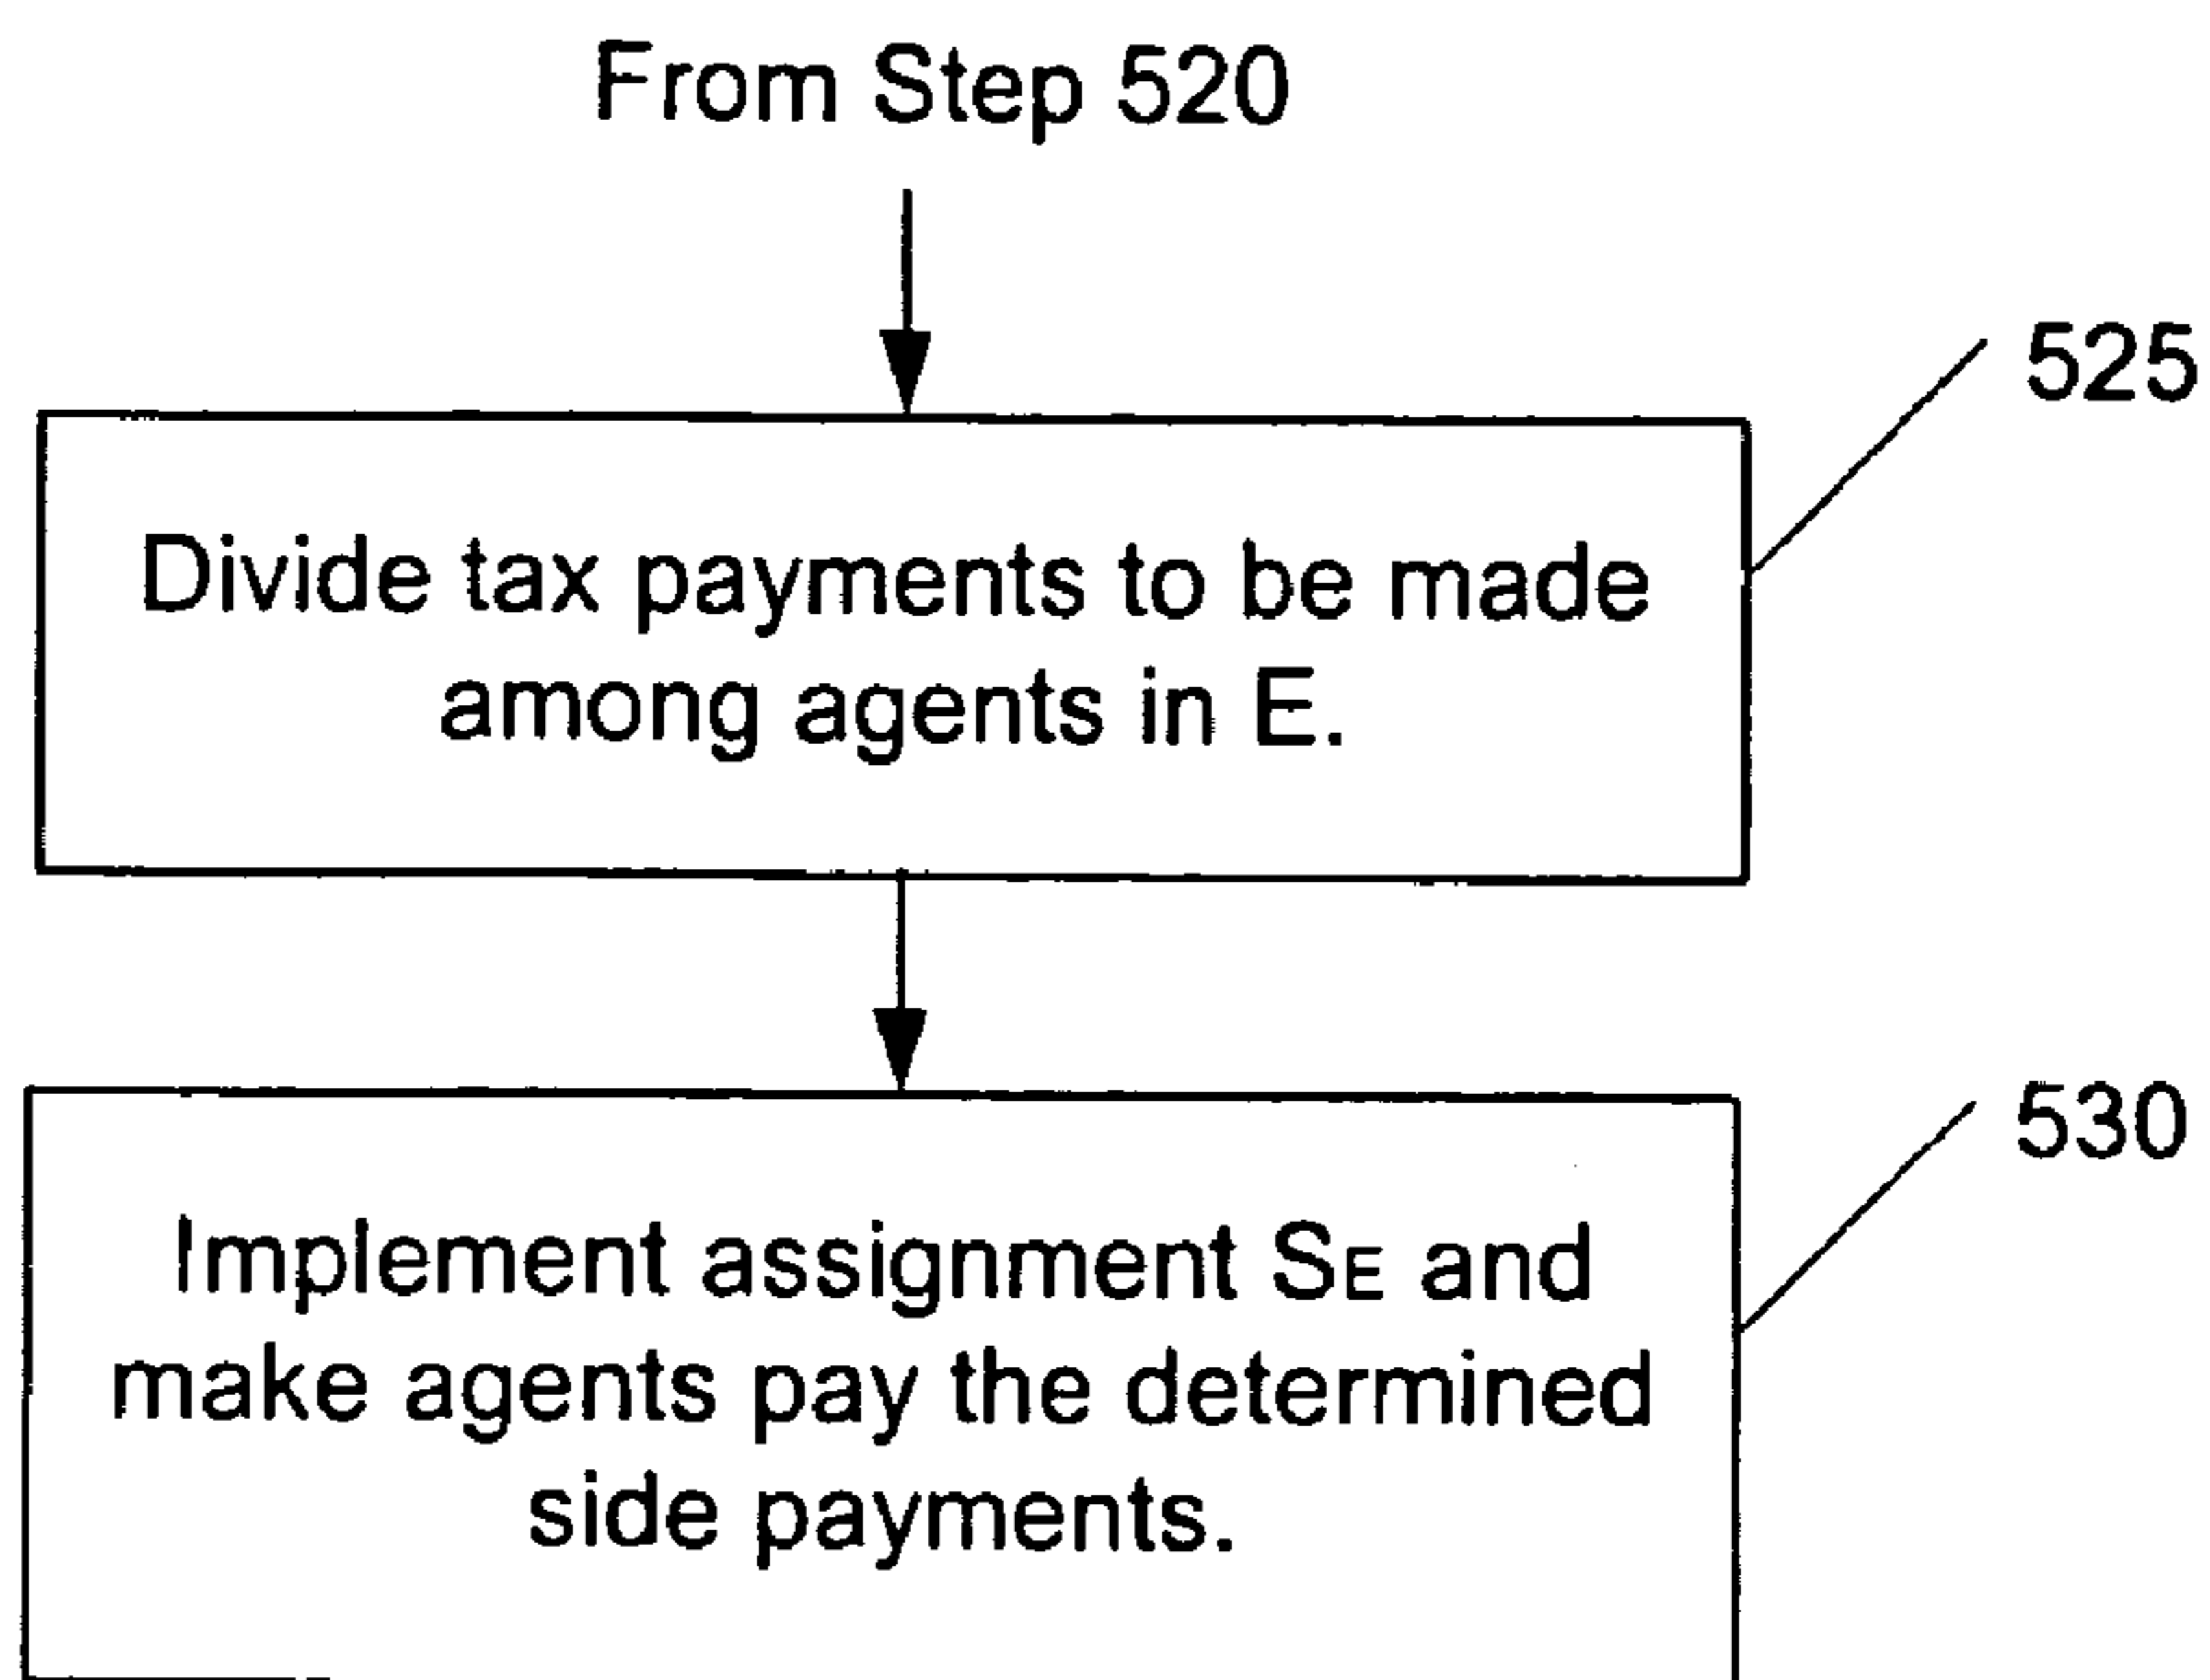 From Step 520
525
Divide tax payments to be made
among agents in E.
530
Implement assignment SE and
make agents pay the determined
side payments.